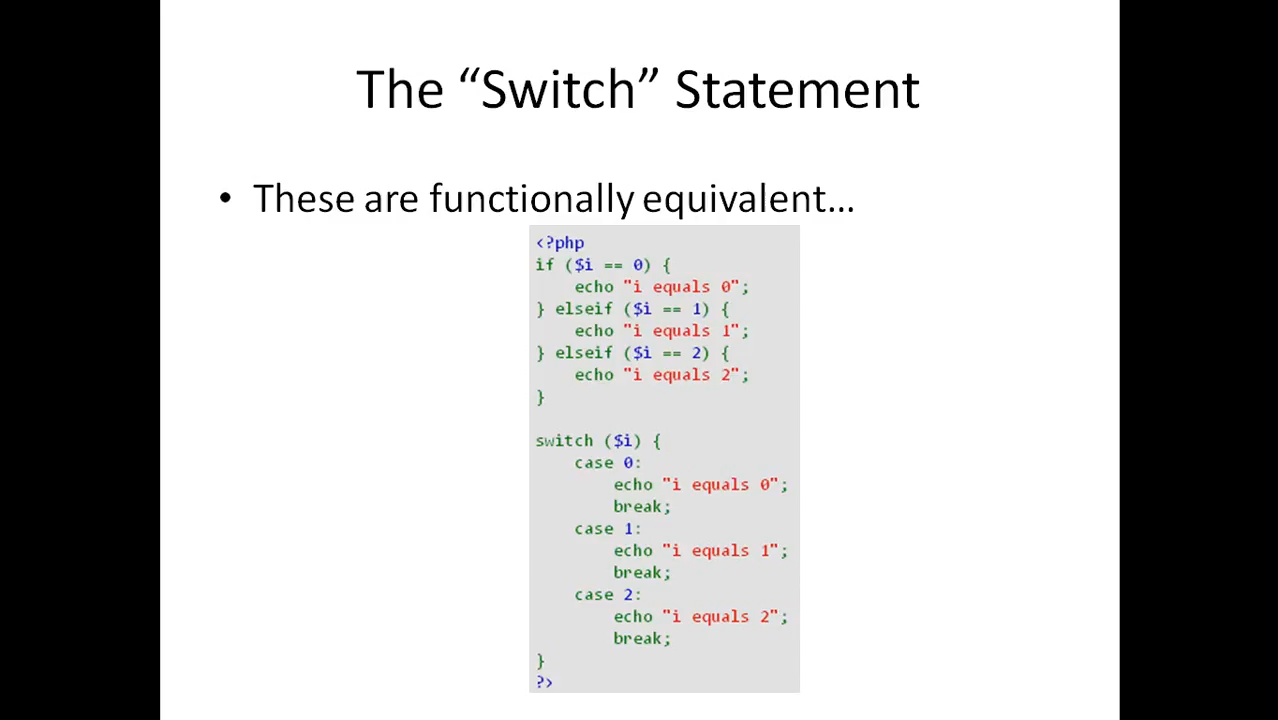 The “Switch” Statement
• These are functionally equivalent...
<?php
if ($i == 0) {
    echo "i equals 0";
} elseif ($i == 1) {
    echo "i equals 1";
} elseif ($i == 2) {
    echo "i equals 2";
}

switch ($i) {
    case 0:
        echo "i equals 0";
        break;
    case 1:
        echo "i equals 1";
        break;
    case 2:
        echo "i equals 2";
        break;
}
?>